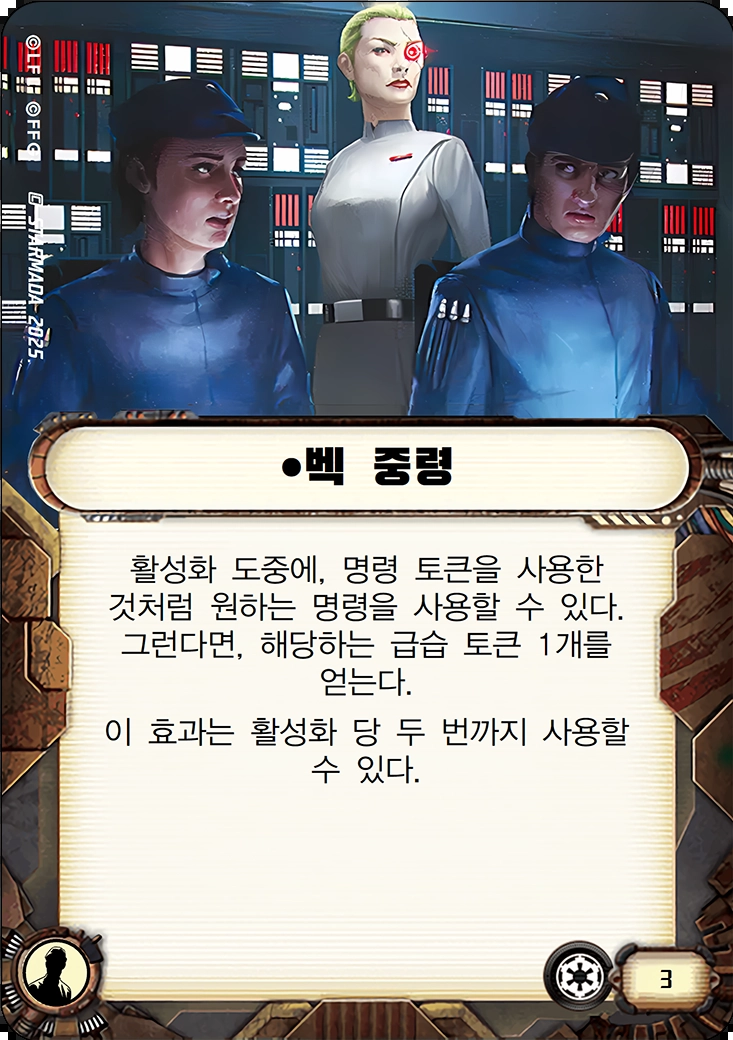 ©LFL ©FFG
© STARMADA 2025.
•벡 중령
활성화 도중에, 명령 토큰을 사용한
것처럼 원하는 명령을 사용할 수 있다.
그런다면, 해당하는 급습 토큰 1개를
얻는다.
이 효과는 활성화 당 두 번까지 사용할
수 있다.
3